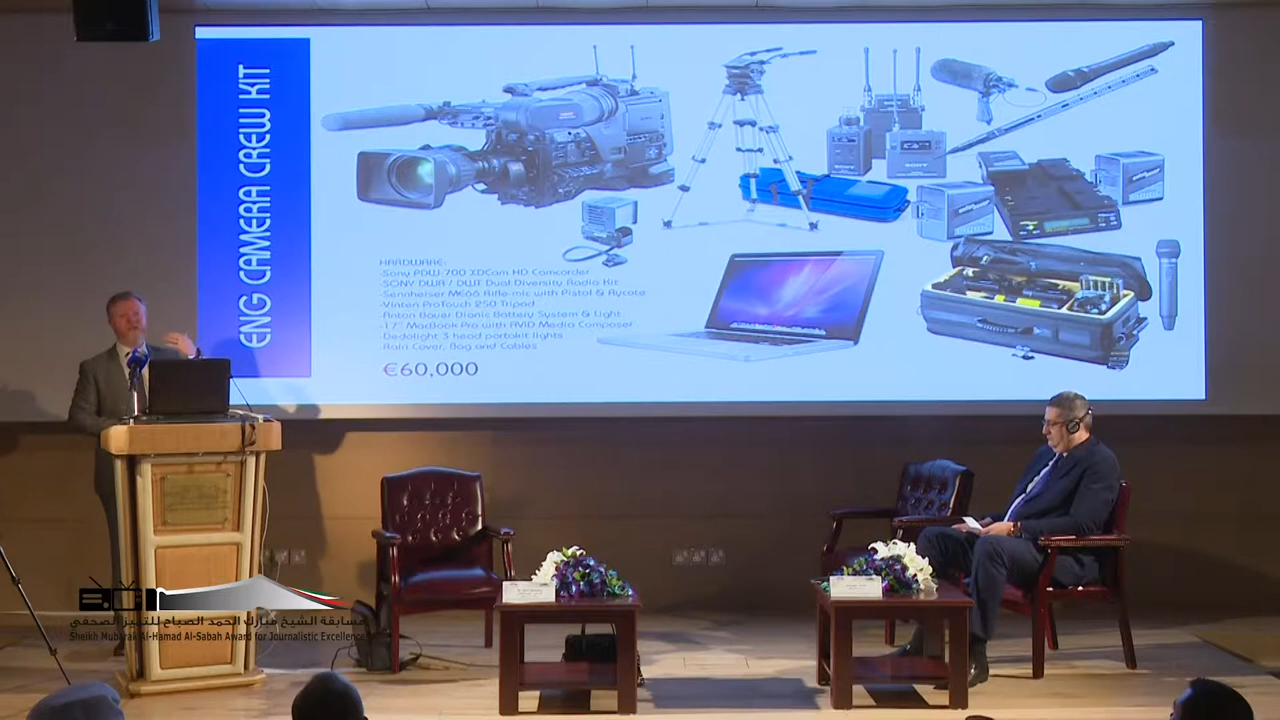 ENG CAMERA CREW KIT
HARDWARE:
-Sony PDW-700 XDCam HD Camcorder
-SONY DWR / DWT Dual Diversity Radio Kit
-Sennheiser ME66 Rifle-mic with Pistol & Rycote
-Vinten ProTouch 250 Tripod
-Anton Bauer Dionic Battery System & Light
-17" MacBook Pro with AVID Media Composer
-Dedolight 3 head portakit lights
-Rain Cover, Bag and Cables
€60,000
SONY
مسابقة الشيخ مبارك الحمد الصباح للتميز الصحفي
Sheikh Mubarak Al-Hamad Al-Sabah Award for Journalistic Excellence